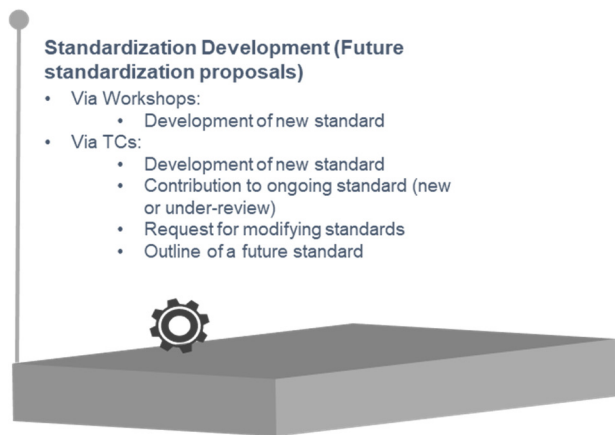 Standardization Development (Future
standardization proposals)
• Via Workshops:
• Development of new standard
• Via TCs:
• Development of new standard
• Contribution to ongoing standard (new
or under-review)
• Request for modifying standards
• Outline of a future standard